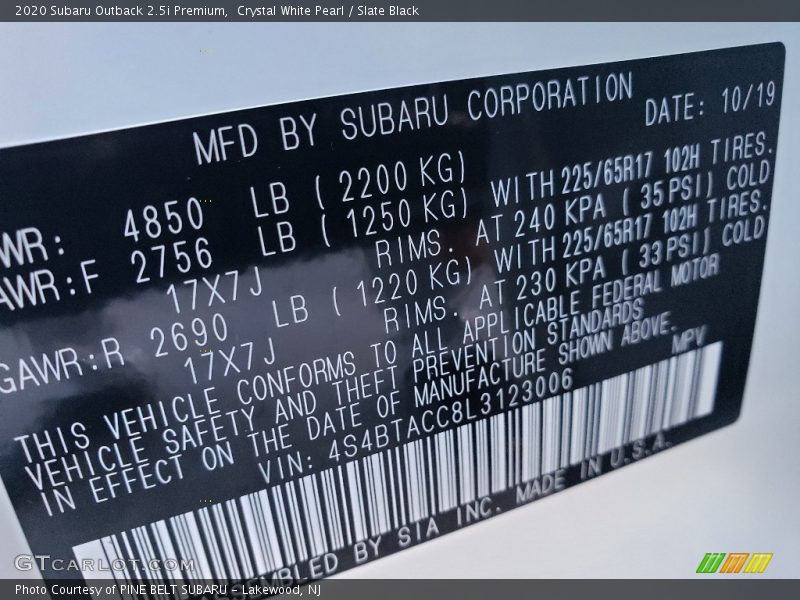 2020 Subaru Outback 2.5i Premium,  Crystal White Pearl / Slate Black
MFD BY SUBARU CORPORATION DATE: 10/19
WR: 4850 LB ( 2200 KG)
AWR:F 2756 LB ( 1250 KG) WITH 225/65R17 102H TIRES.
17X7J RIMS. AT 240 KPA ( 35 PSI) COLD
GAWR:R 2690 LB ( 1220 KG) WITH 225/65R17 102H TIRES.
17X7J RIMS. AT 230 KPA ( 33 PSI) COLD
THIS VEHICLE CONFORMS TO ALL APPLICABLE FEDERAL MOTOR
VEHICLE SAFETY AND THEFT PREVENTION STANDARDS
IN EFFECT ON THE DATE OF MANUFACTURE SHOWN ABOVE.
VIN: 4S4BTACC8L3123006 MPV
SSEMBLED BY SIA INC. MADE IN U.S.A.
GTcarlot.com
Photo Courtesy of PINE BELT SUBARU - Lakewood, NJ